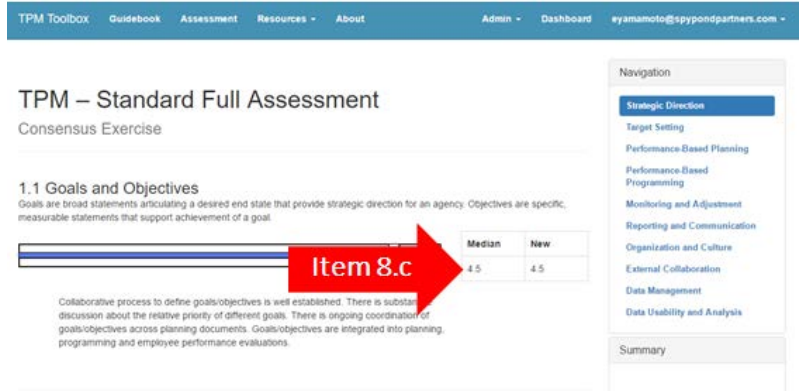 TPM Toolbox Guidebook Assessment Resources About Admin Dashboard eyamamoto@spypondpartners.com
Navigation
TPM – Standard Full Assessment
Consensus Exercise
Strategic Direction
Target Setting
Performance-Based Planning
Performance-Based
Programming
Monitoring and Adjustment
Reporting and Communication
Organization and Culture
External Collaboration
Data Management
Data Usability and Analysis
Summary
1.1 Goals and Objectives
Goals are broad statements articulating a desired end state that provide strategic direction for an agency. Objectives are specific,
measurable statements that support achievement of a goal.
Median New
4.5 4.5
Item 8.c
Collaborative process to define goals/objectives is well established. There is
discussion about the relative priority of different goals. There is ongoing coordination of
goals/objectives across planning documents. Goals/objectives are integrated into planning,
programming and employee performance evaluations.